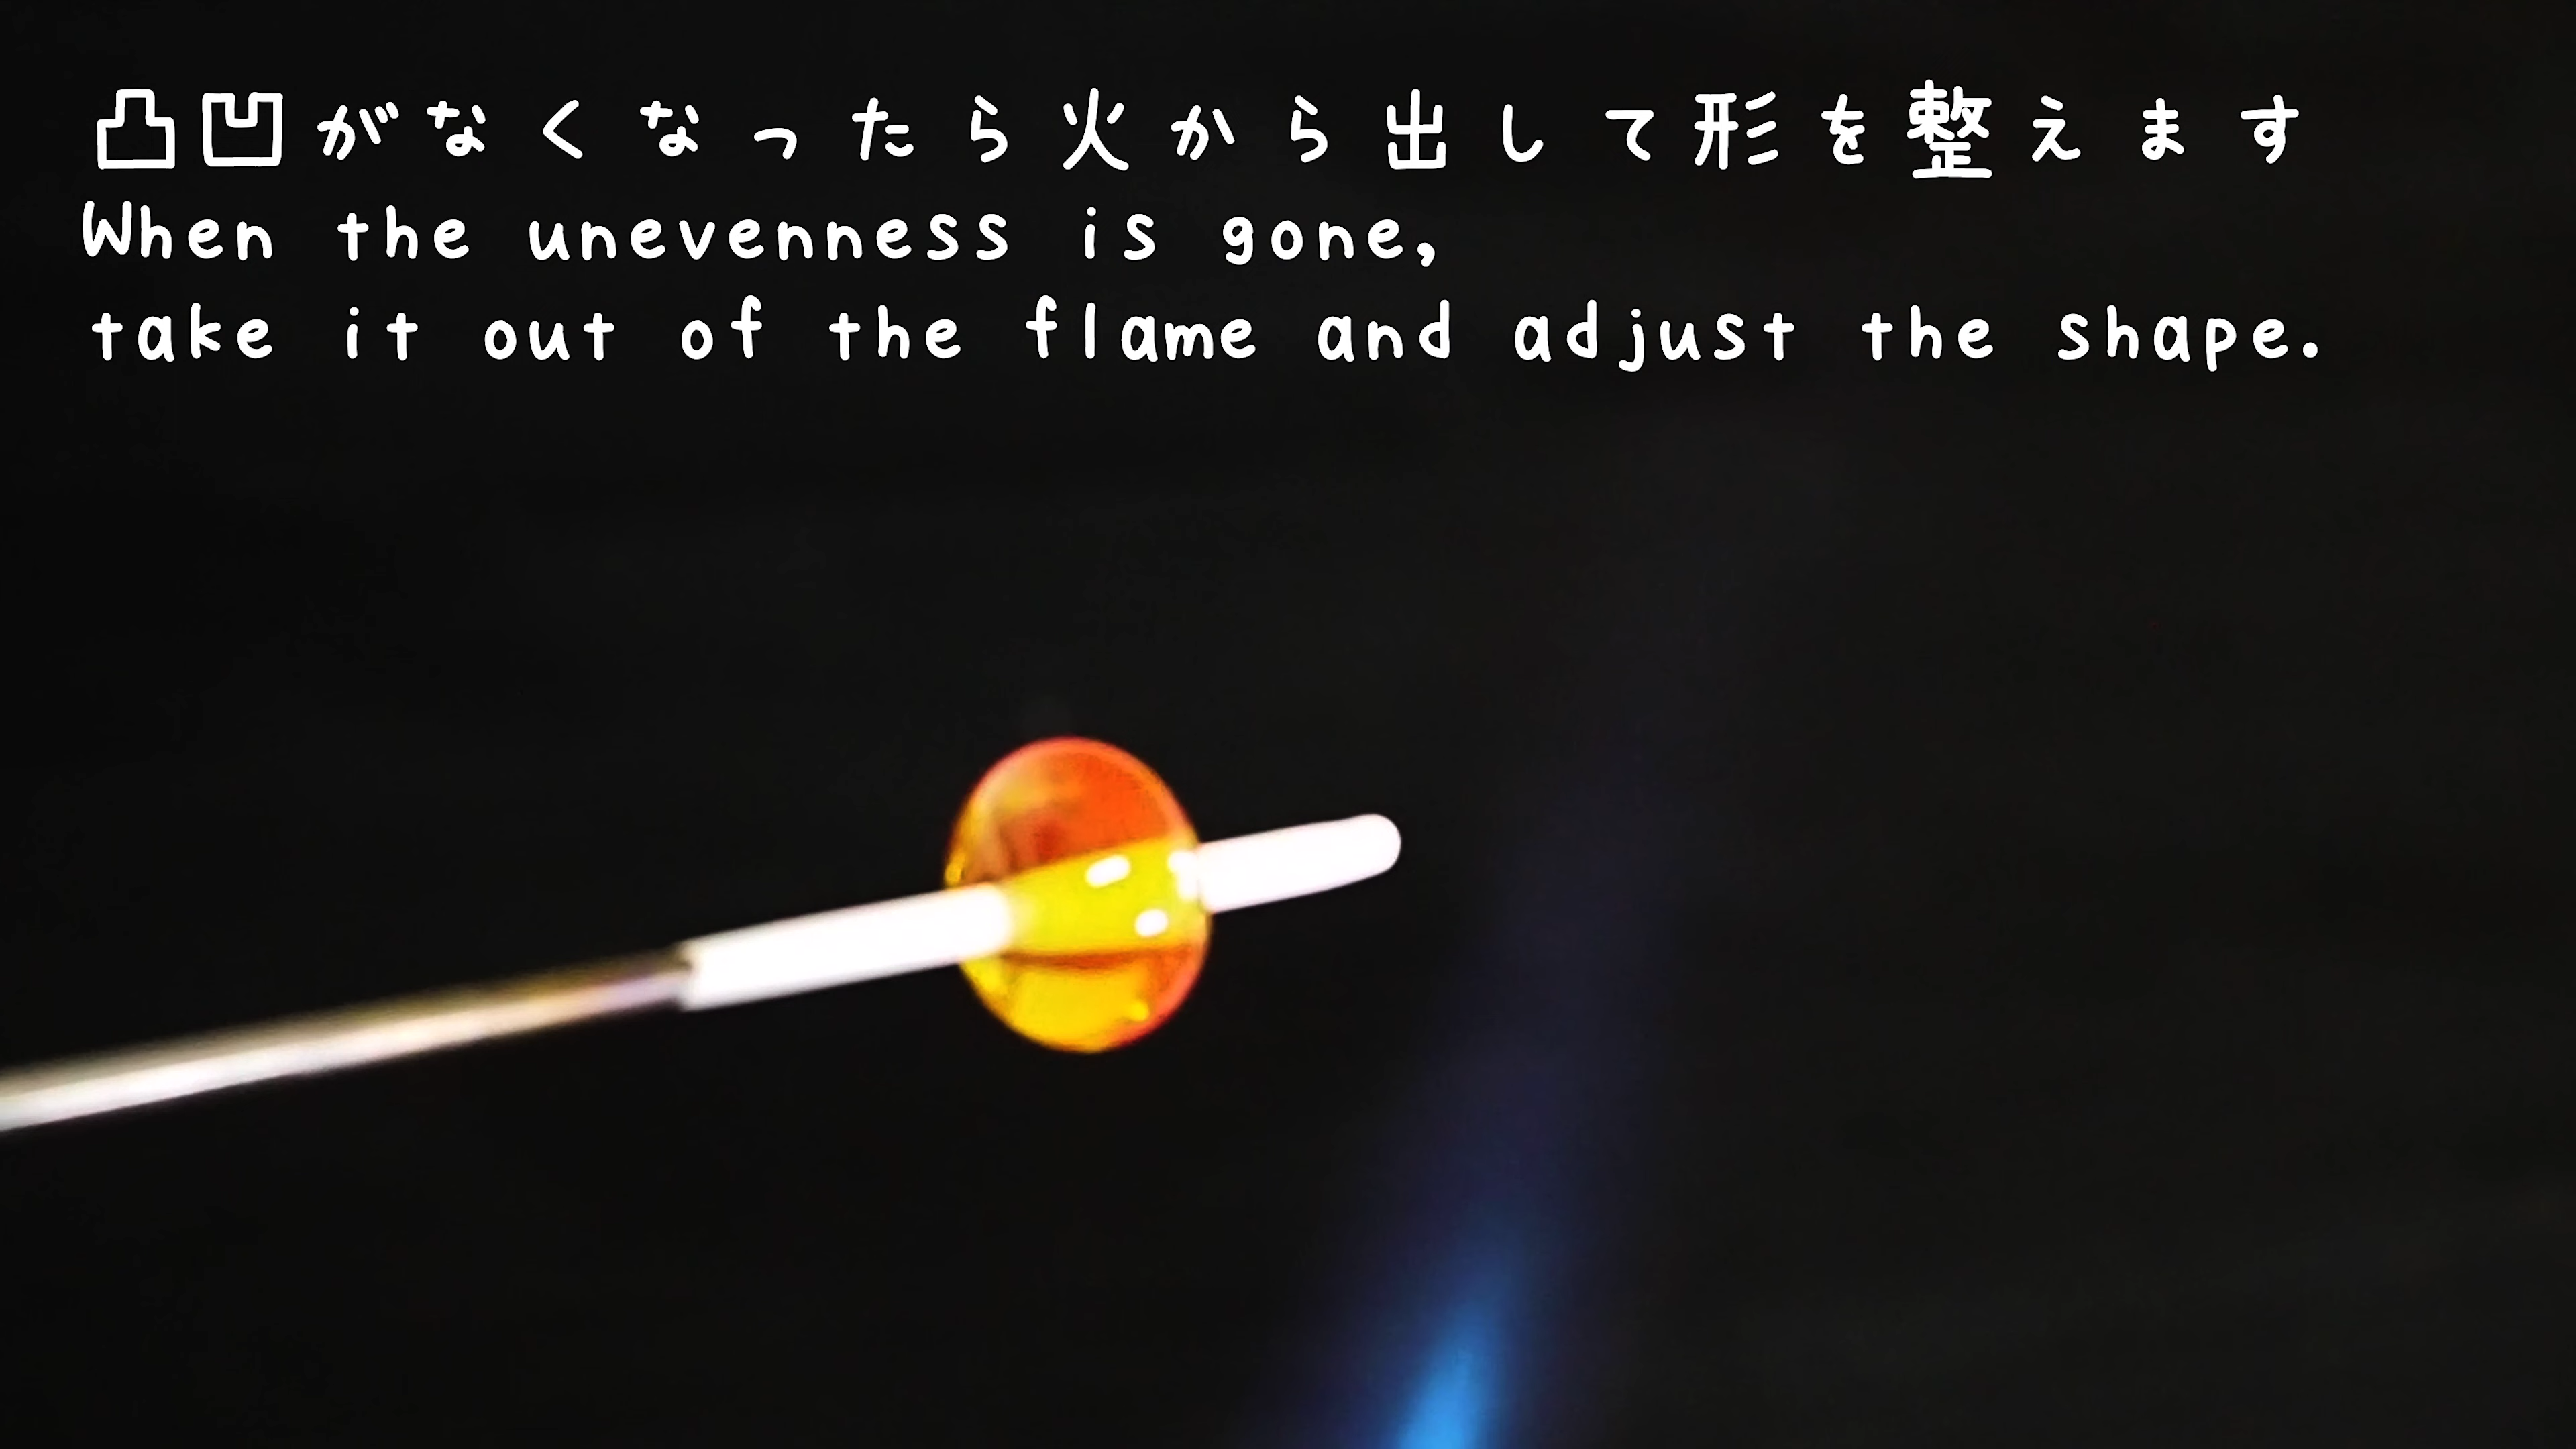 凸凹がなくなったら火から出して形を整えます
When the unevenness is gone,
take it out of the flame and adjust the shape.